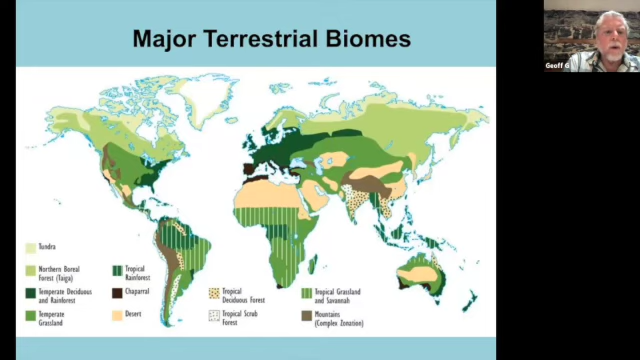 Major Terrestrial Biomes
Geoff G
Tundra
Northern Boreal
Forest (Taiga)
Temperate Deciduous
and Rainforest
Temperate
Grassland
Tropical
Rainforest
Chaparral
Desert
Tropical
Deciduous Forest
Tropical Scrub
Forest
Tropical Grassland
and Savannah
Mountains
(Complex Zonation)